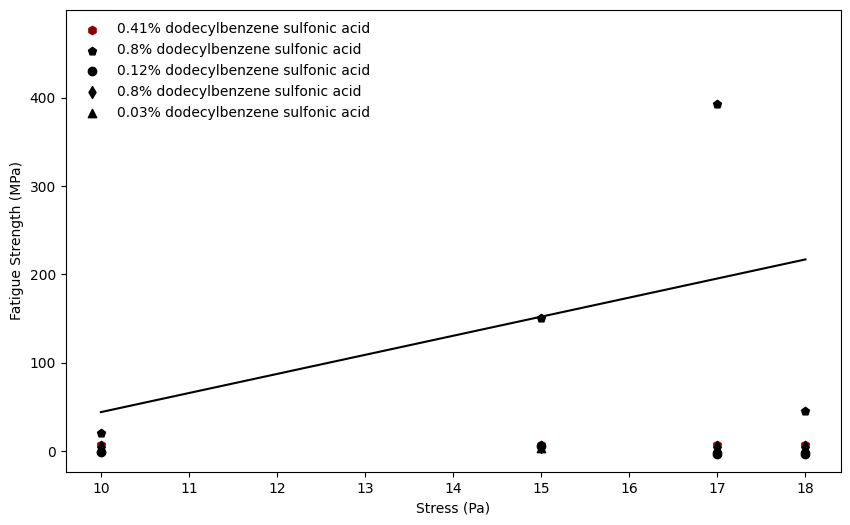 0.41% dodecylbenzene sulfonic acid
0.8% dodecylbenzene sulfonic acid
0.12% dodecylbenzene sulfonic acid
0.8% dodecylbenzene sulfonic acid
0.03% dodecylbenzene sulfonic acid
Fatigue Strength (MPa)
400
300
200
100
0
10 11 12 13 14 15 16 17 18
Stress (Pa)